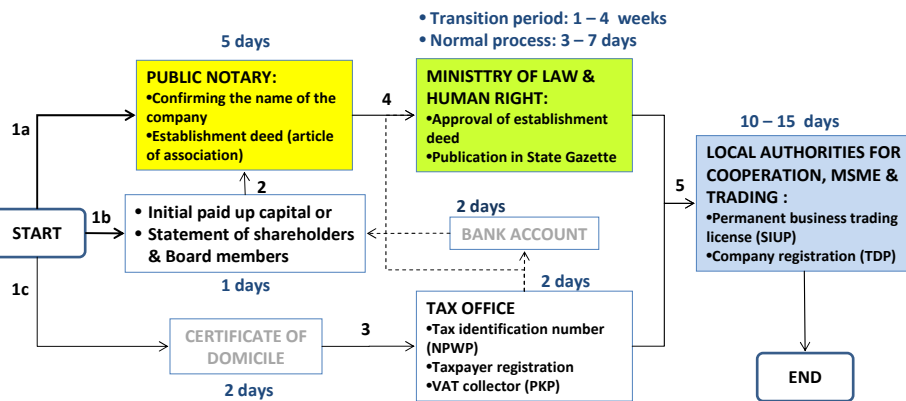 • Transition period: 1 – 4 weeks
• Normal process: 3 – 7 days
5 days
PUBLIC NOTARY:
•Confirming the name of the
company
•Establishment deed (article
of association)
4
MINISTTRY OF LAW &
HUMAN RIGHT:
•Approval of establishment
deed
•Publication in State Gazette
10 – 15 days
LOCAL AUTHORITIES FOR
COOPERATION, MSME &
TRADING :
•Permanent business trading
license (SIUP)
•Company registration (TDP)
1a
2
5
START
1b
• Initial paid up capital or
• Statement of shareholders
& Board members
2 days
BANK ACCOUNT
1 days
2 days
1c
CERTIFICATE OF
DOMICILE
3
TAX OFFICE
•Tax identification number
(NPWP)
•Taxpayer registration
•VAT collector (PKP)
2 days
END